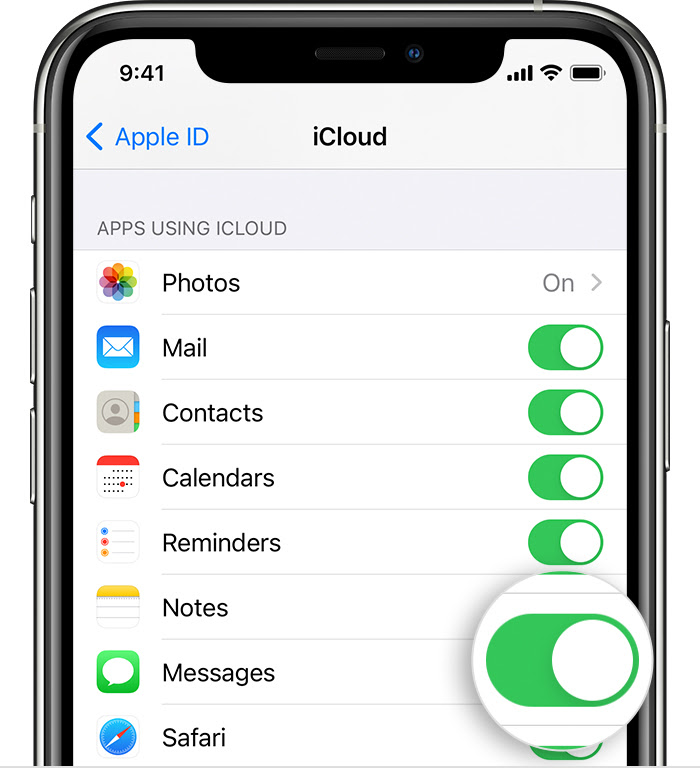 9:41
Apple ID
iCloud
APPS USING ICLOUD
Photos On
Mail
Contacts
Calendars
Reminders
Notes
Messages
Safari